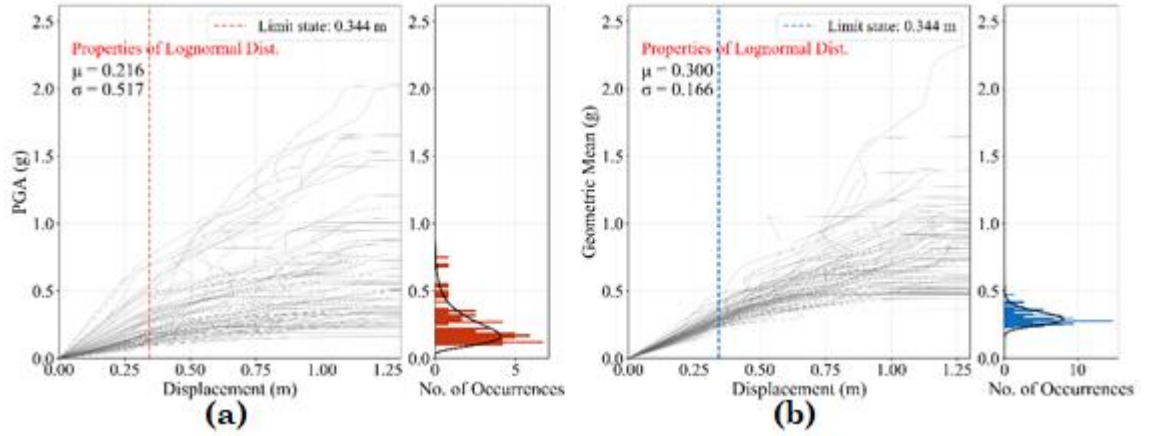 Limit state: 0.344 m
Properties of Lognormal Dist.
μ = 0.216
σ = 0.517
PGA (g)
2.5
2.0
1.5
1.0
0.5
0.0
0.00 0.25 0.50 0.75 1.00 1.25
Displacement (m)
2.5
2.0
1.5
1.0
0.5
0.0
0 5
No. of Occurrences
(a)
Limit state: 0.344 m
Properties of Lognormal Dist.
μ = 0.300
σ = 0.166
Geometric Mean (g)
2.5
2.0
1.5
1.0
0.5
0.0
0.00 0.25 0.50 0.75 1.00 1.25
Displacement (m)
2.5
2.0
1.5
1.0
0.5
0.0
0 10
No. of Occurrences
(b)